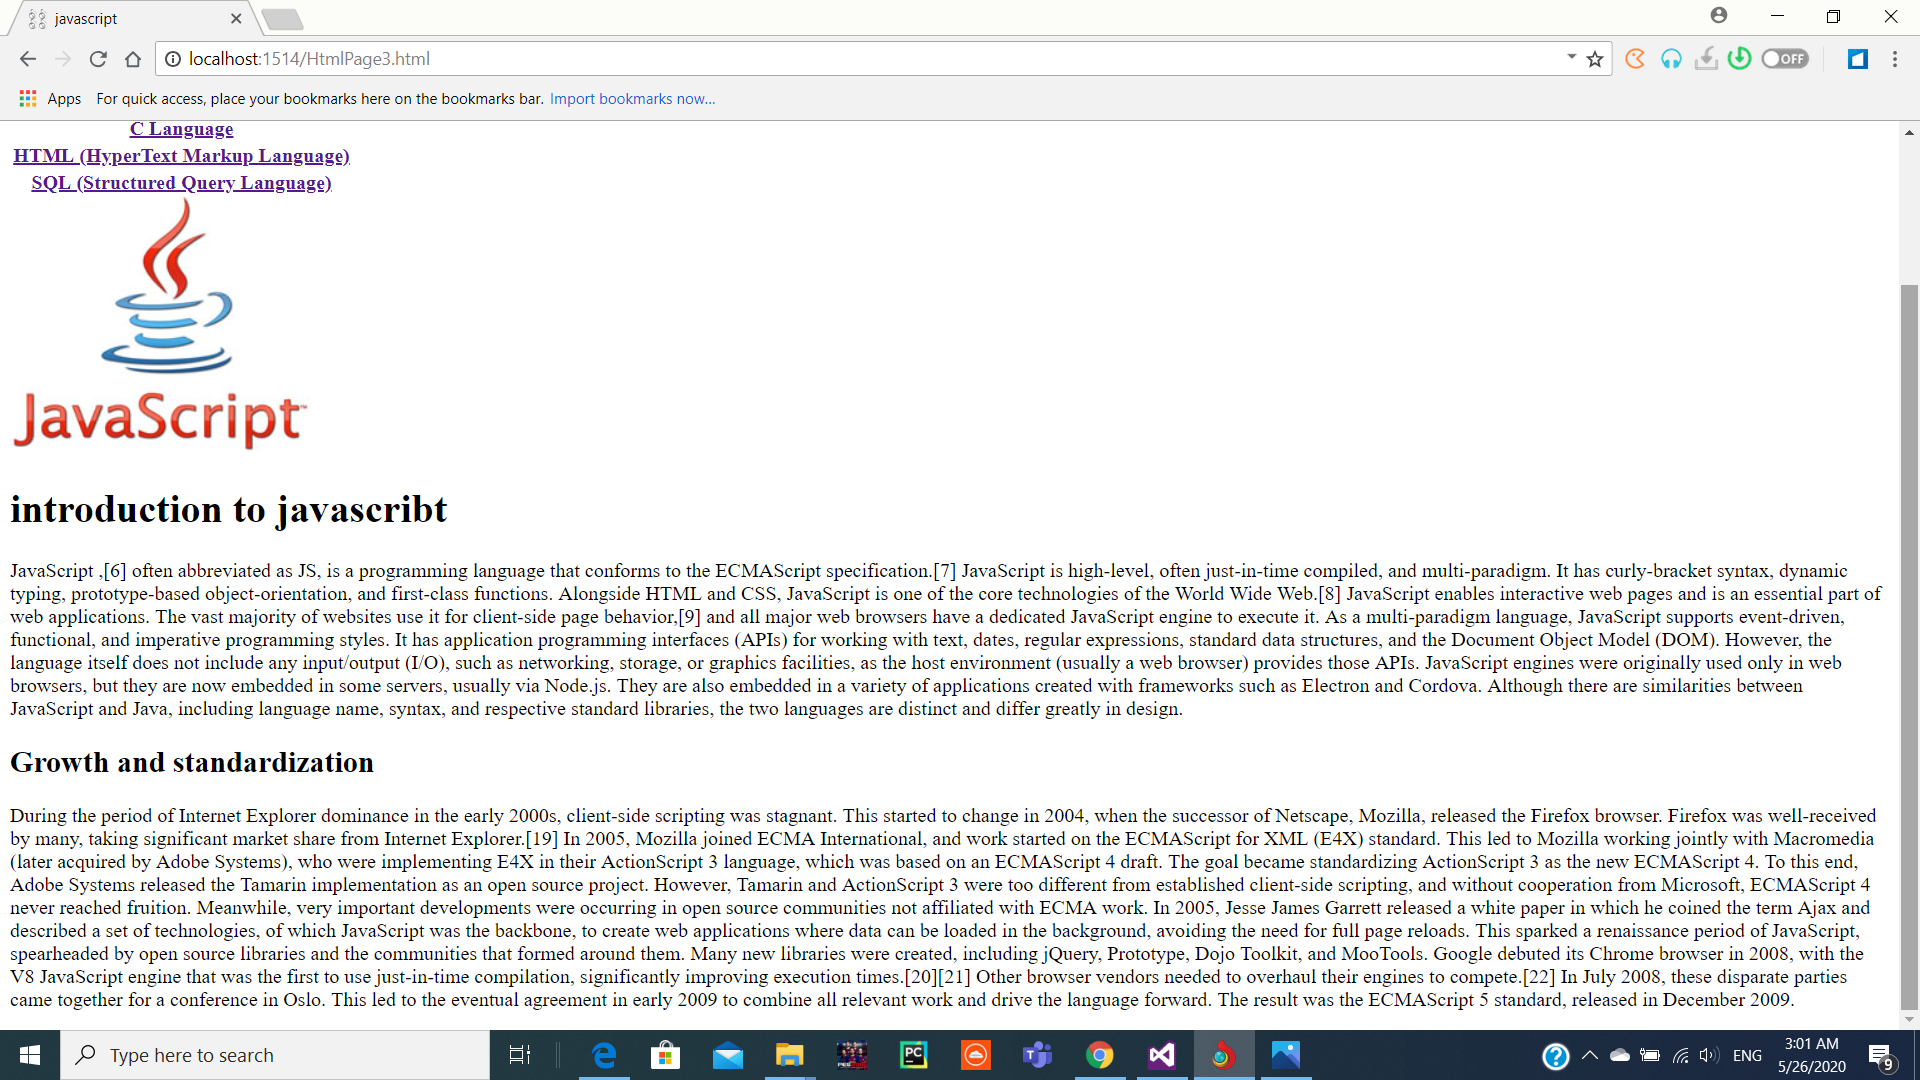 javascript
localhost:1514/HtmlPage3.html
OFF
Apps For quick access, place your bookmarks here on the bookmarks bar. Import bookmarks now...
C Language
HTML (HyperText Markup Language)
SQL (Structured Query Language)
JavaScript™
introduction to javascribt
JavaScript ,[6] often abbreviated as JS, is a programming language that conforms to the ECMAScript specification.[7] JavaScript is high-level, often just-in-time compiled, and multi-paradigm. It has curly-bracket syntax, dynamic
typing, prototype-based object-orientation, and first-class functions. Alongside HTML and CSS, JavaScript is one of the core technologies of the World Wide Web.[8] JavaScript enables interactive web pages and is an essential part of
web applications. The vast majority of websites use it for client-side page behavior,[9] and all major web browsers have a dedicated JavaScript engine to execute it. As a multi-paradigm language, JavaScript supports event-driven,
functional, and imperative programming styles. It has application programming interfaces (APIs) for working with text, dates, regular expressions, standard data structures, and the Document Object Model (DOM). However, the
language itself does not include any input/output (I/O), such as networking, storage, or graphics facilities, as the host environment (usually a web browser) provides those APIs. JavaScript engines were originally used only in web
browsers, but they are now embedded in some servers, usually via Node.js. They are also embedded in a variety of applications created with frameworks such as Electron and Cordova. Although there are similarities between
JavaScript and Java, including language name, syntax, and respective standard libraries, the two languages are distinct and differ greatly in design.
Growth and standardization
During the period of Internet Explorer dominance in the early 2000s, client-side scripting was stagnant. This started to change in 2004, when the successor of Netscape, Mozilla, released the Firefox browser. Firefox was well-received
by many, taking significant market share from Internet Explorer.[19] In 2005, Mozilla joined ECMA International, and work started on the ECMAScript for XML (E4X) standard. This led to Mozilla working jointly with Macromedia
(later acquired by Adobe Systems), who were implementing E4X in their ActionScript 3 language, which was based on an ECMAScript 4 draft. The goal became standardizing ActionScript 3 as the new ECMAScript 4. To this end,
Adobe Systems released the Tamarin implementation as an open source project. However, Tamarin and ActionScript 3 were too different from established client-side scripting, and without cooperation from Microsoft, ECMAScript 4
never reached fruition. Meanwhile, very important developments were occurring in open source communities not affiliated with ECMA work. In 2005, Jesse James Garrett released a white paper in which he coined the term Ajax and
described a set of technologies, of which JavaScript was the backbone, to create web applications where data can be loaded in the background, avoiding the need for full page reloads. This sparked a renaissance period of JavaScript,
spearheaded by open source libraries and the communities that formed around them. Many new libraries were created, including jQuery, Prototype, Dojo Toolkit, and MooTools. Google debuted its Chrome browser in 2008, with the
V8 JavaScript engine that was the first to use just-in-time compilation, significantly improving execution times.[20][21] Other browser vendors needed to overhaul their engines to compete.[22] In July 2008, these disparate parties
came together for a conference in Oslo. This led to the eventual agreement in early 2009 to combine all relevant work and drive the language forward. The result was the ECMAScript 5 standard, released in December 2009.
Type here to search
PC
ENG
3:01 AM
5/26/2020
9